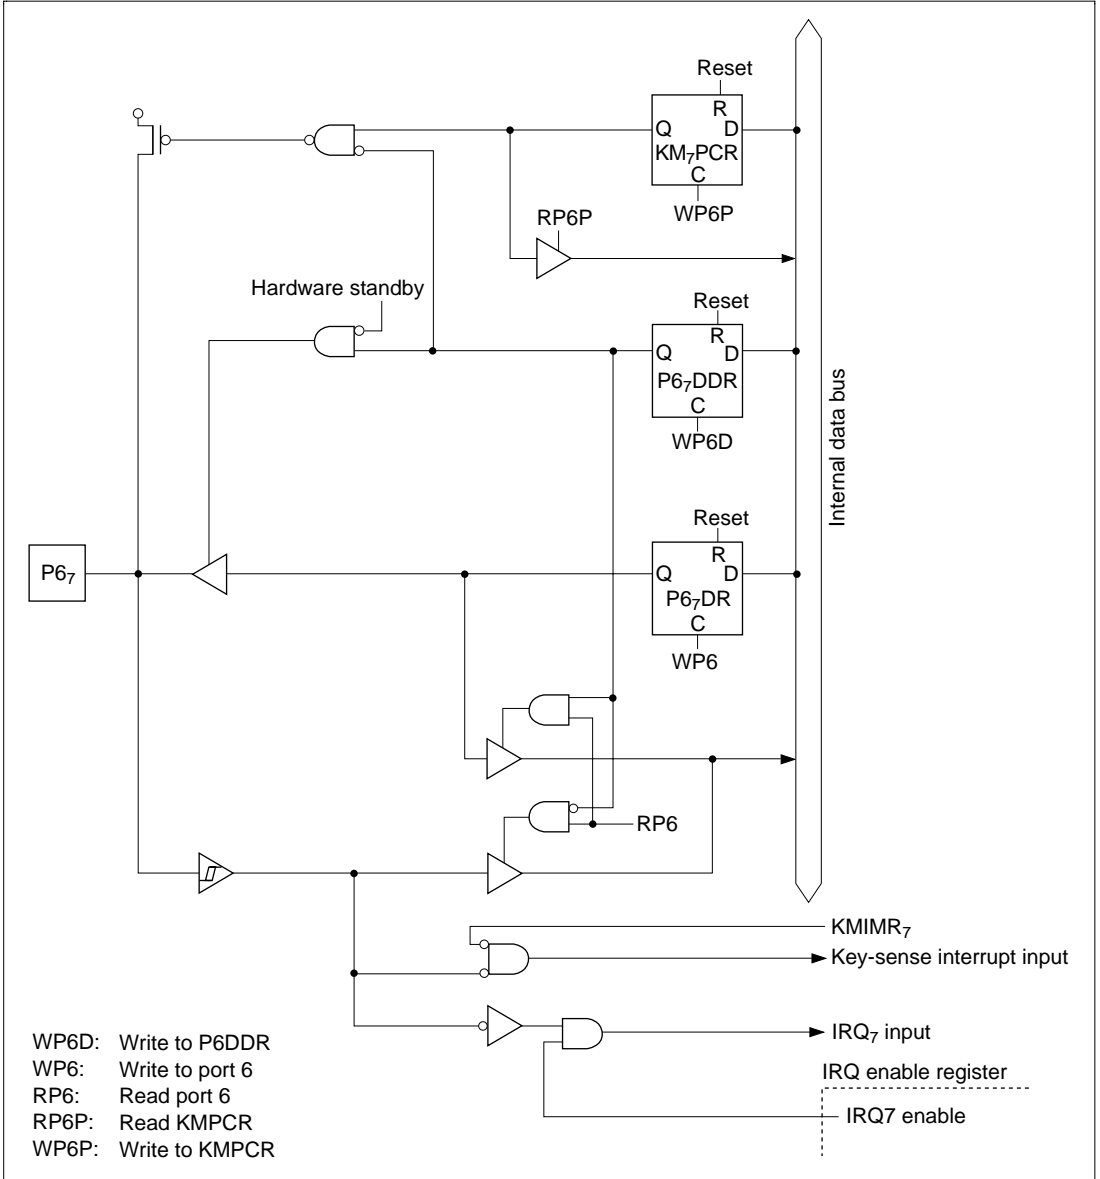 Reset
R
Q D
KM₇PCR
C
WP6P
RP6P
Hardware standby
Reset
R
Q D
P6₇DDR
C
WP6D
Internal data bus
Reset
R
Q D
P6₇DR
C
WP6
P6₇
RP6
KMIMR₇
Key-sense interrupt input
IRQ₇ input
IRQ enable register
IRQ7 enable
WP6D: Write to P6DDR
WP6: Write to port 6
RP6: Read port 6
RP6P: Read KMPCR
WP6P: Write to KMPCR